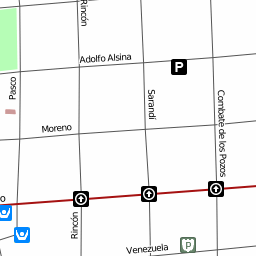 Rincón
Adolfo Alsina
P
Pasco
Sarandí
Combate de los Pozos
Moreno
o
Rincón
Venezuela
P